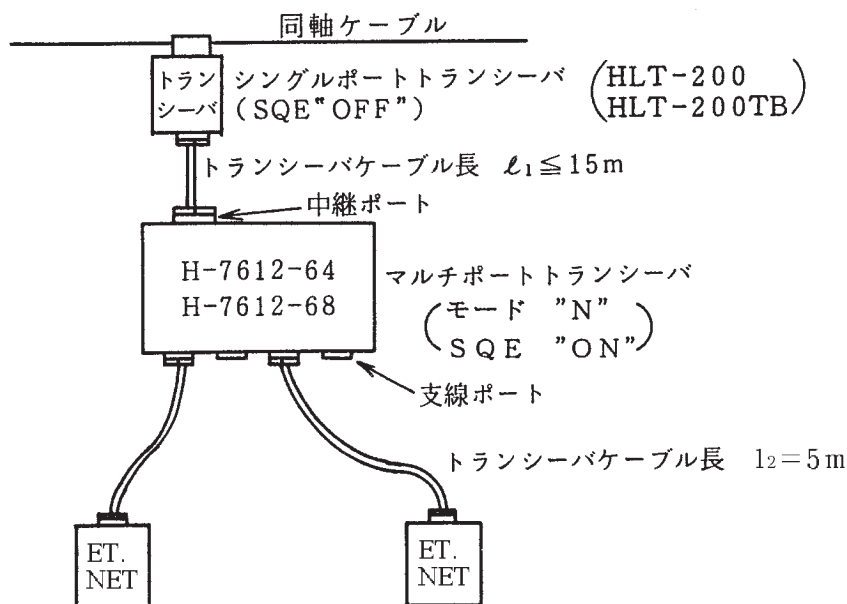 同軸ケーブル
トラン
シーバ
シングルポートトランシーバ
(SQE"OFF")
(HLT-200
HLT-200TB)
トランシーバケーブル長 ℓ₁≦15m
中継ポート
H-7612-64
H-7612-68
マルチポートトランシーバ
(モード "N"
SQE "ON")
支線ポート
トランシーバケーブル長 l₂=5m
ET.
NET
ET.
NET